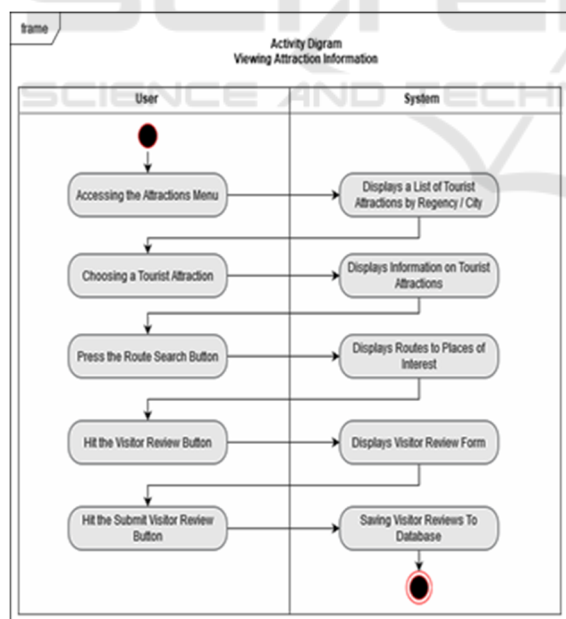 frame
Activity Digram
Viewing Attraction Information
SCIENCE AND
User
System
Accessing the Attractions Menu
Displays a List of Tourist
Attractions by Regency / City
Choosing a Tourist Attraction
Displays Information on Tourist
Attractions
Press the Route Search Button
Displays Routes to Places of
Interest
Hit the Visitor Review Button
Displays Visitor Review Form
Hit the Submit Visitor Review
Button
Saving Visitor Reviews To
Database